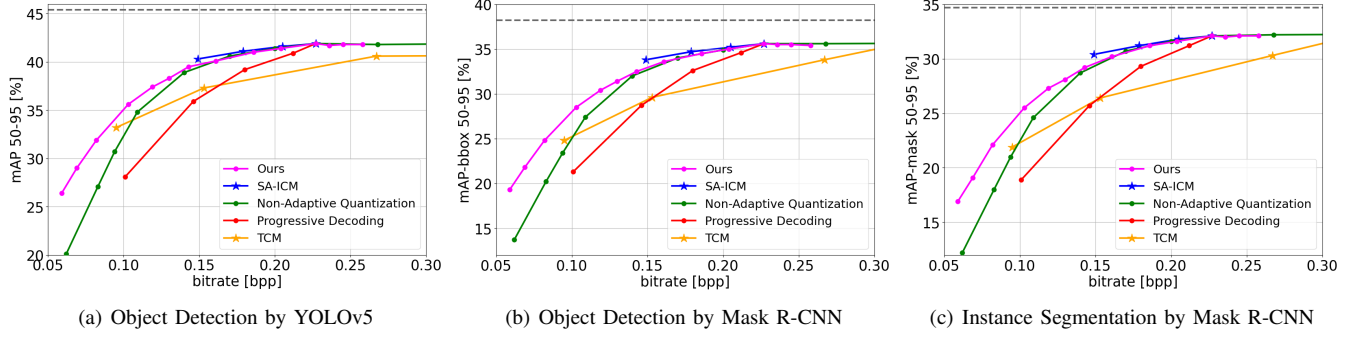 mAP 50-95 [%]
45
40
35
30
25
20
0.05 0.10 0.15 0.20 0.25 0.30
bitrate [bpp]
Ours
SA-ICM
Non-Adaptive Quantization
Progressive Decoding
TCM
(a) Object Detection by YOLOv5
mAP-bbox 50-95 [%]
40
35
30
25
20
15
0.05 0.10 0.15 0.20 0.25 0.30
bitrate [bpp]
Ours
SA-ICM
Non-Adaptive Quantization
Progressive Decoding
TCM
(b) Object Detection by Mask R-CNN
mAP-mask 50-95 [%]
35
30
25
20
15
0.05 0.10 0.15 0.20 0.25 0.30
bitrate [bpp]
Ours
SA-ICM
Non-Adaptive Quantization
Progressive Decoding
TCM
(c) Instance Segmentation by Mask R-CNN